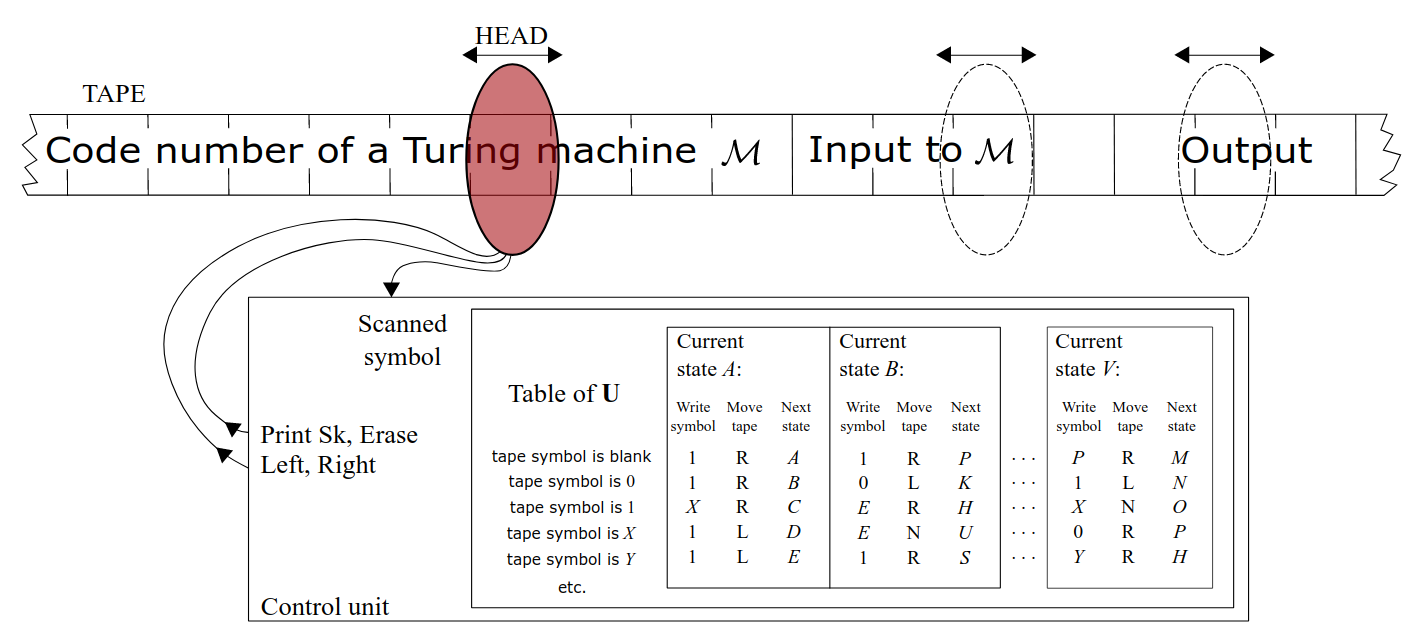 HEAD
TAPE
Code number of a Turing machine ℳ Input to ℳ Output
Scanned
symbol
Print Sk, Erase
Left, Right
Control unit
Table of U
Current
state A:
Current
state B:
Current
state V:
Write Move Next Write Move Next Write Move Next
symbol tape state symbol tape state symbol tape state
tape symbol is blank 1 R A 1 R P · · · P R M
tape symbol is 0 1 R B 0 L K · · · 1 L N
tape symbol is 1 X R C E R H · · · X N O
tape symbol is X 1 L D E N U · · · 0 R P
tape symbol is Y 1 L E 1 R S · · · Y R H
etc.